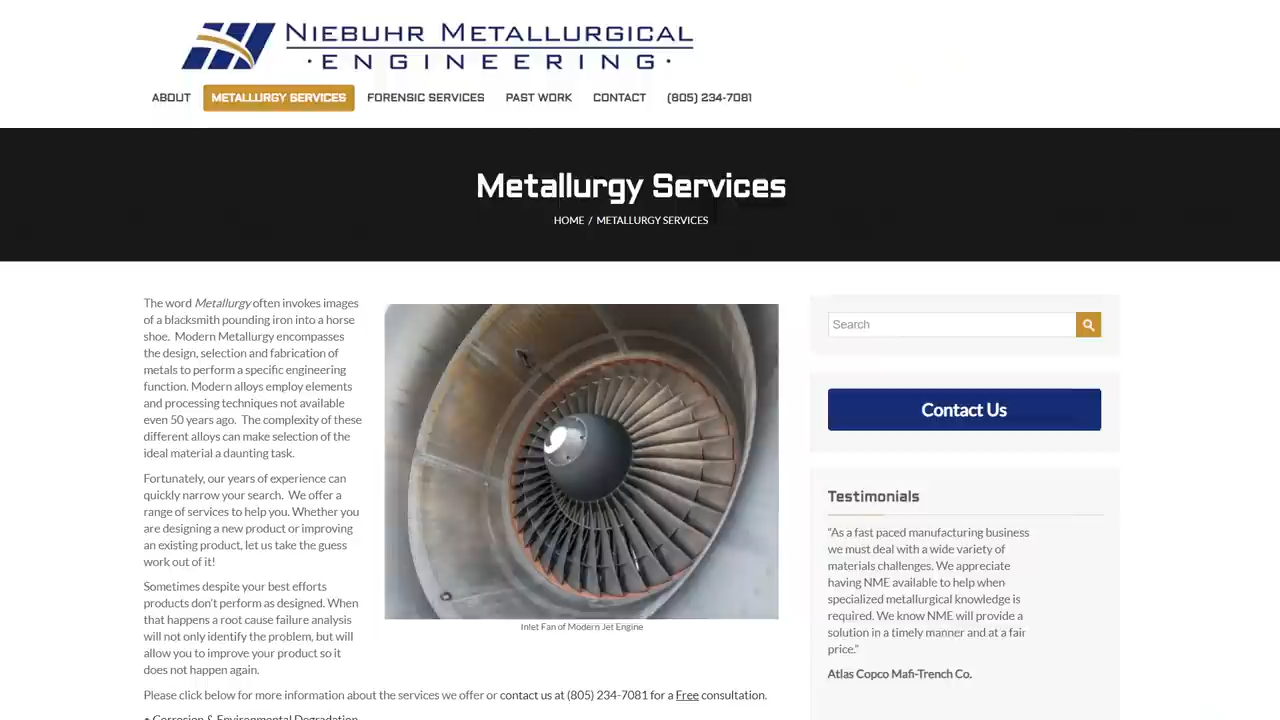 NIEBUHR METALLURGICAL
·ENGINEERING·
ABOUT METALLURGY SERVICES FORENSIC SERVICES PAST WORK CONTACT (805) 234-7081
Metallurgy Services
HOME / METALLURGY SERVICES
The word Metallurgy often invokes images
of a blacksmith pounding iron into a horse
shoe. Modern Metallurgy encompasses
the design, selection and fabrication of
metals to perform a specific engineering
function. Modern alloys employ elements
and processing techniques not available
even 50 years ago. The complexity of these
different alloys can make selection of the
ideal material a daunting task.
Fortunately, our years of experience can
quickly narrow your search. We offer a
range of services to help you. Whether you
are designing a new product or improving
an existing product, let us take the guess
work out of it!
Sometimes despite your best efforts
products don't perform as designed. When
that happens a root cause failure analysis
will not only identify the problem, but will
allow you to improve your product so it
does not happen again.
Inlet Fan of Modern Jet Engine
Please click below for more information about the services we offer or contact us at (805) 234-7081 for a Free consultation.
• Corrosion & Environmental Degradation
Search
Contact Us
Testimonials
"As a fast paced manufacturing business
we must deal with a wide variety of
materials challenges. We appreciate
having NME available to help when
specialized metallurgical knowledge is
required. We know NME will provide a
solution in a timely manner and at a fair
price."
Atlas Copco Mafi-Trench Co.